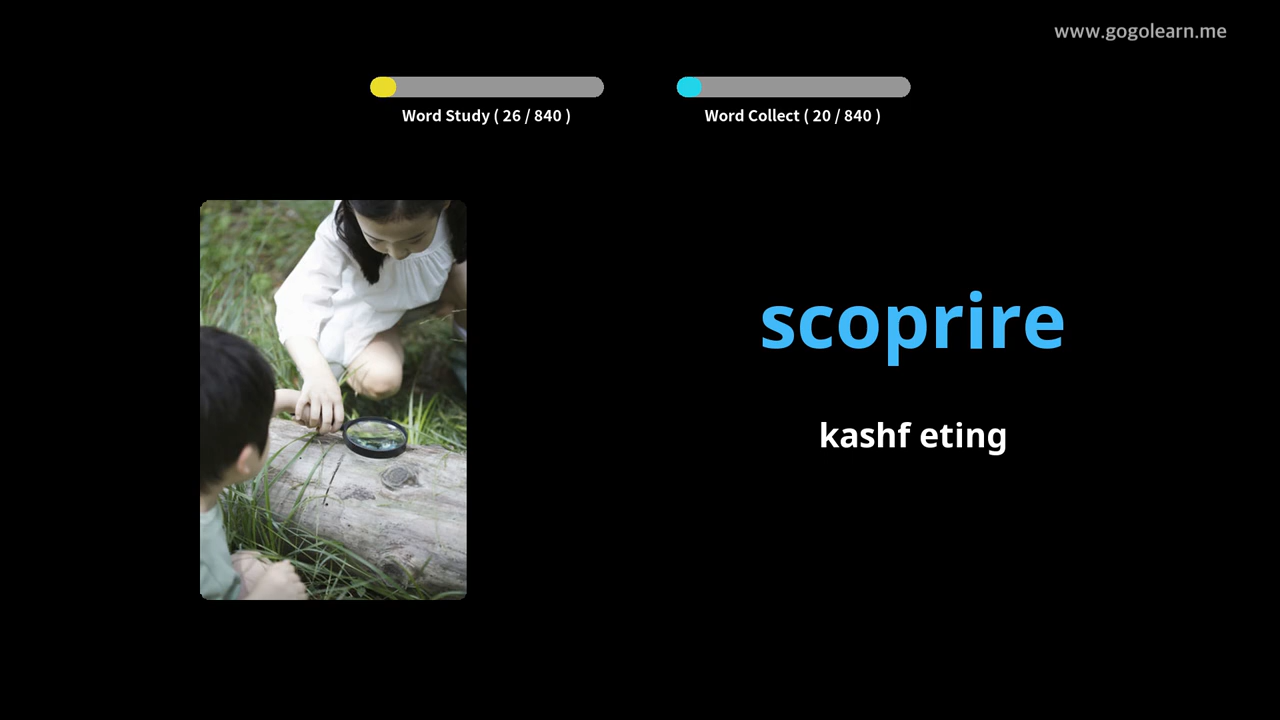 www.gogolearn.me
Word Study ( 26 / 840 )
Word Collect ( 20 / 840 )
scoprire
kashf eting